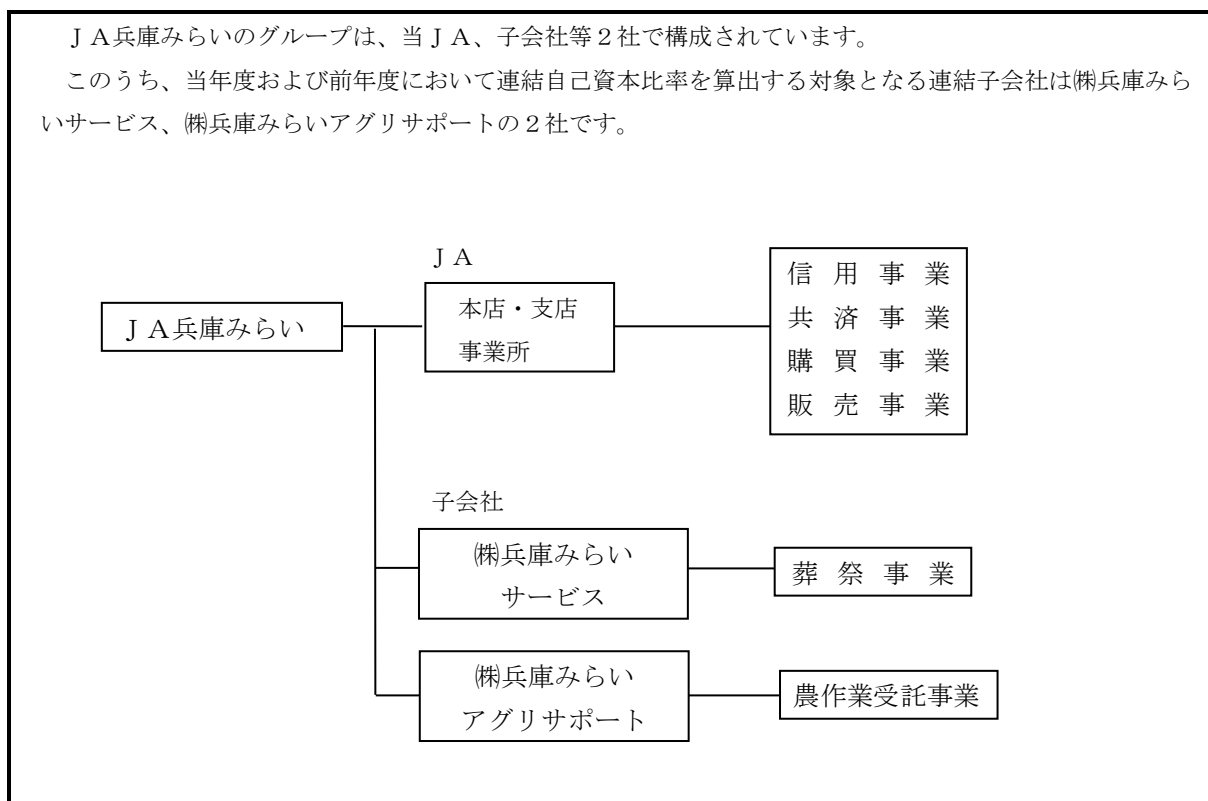 ＪＡ兵庫みらいのグループは、当ＪＡ、子会社等２社で構成されています。
このうち、当年度および前年度において連結自己資本比率を算出する対象となる連結子会社は㈱兵庫みら
いサービス、㈱兵庫みらいアグリサポートの２社です。
ＪＡ
ＪＡ兵庫みらい
本店・支店
事業所
信用事業
共済事業
購買事業
販売事業
子会社
㈱兵庫みらい
サービス
葬祭事業
㈱兵庫みらい
アグリサポート
農作業受託事業